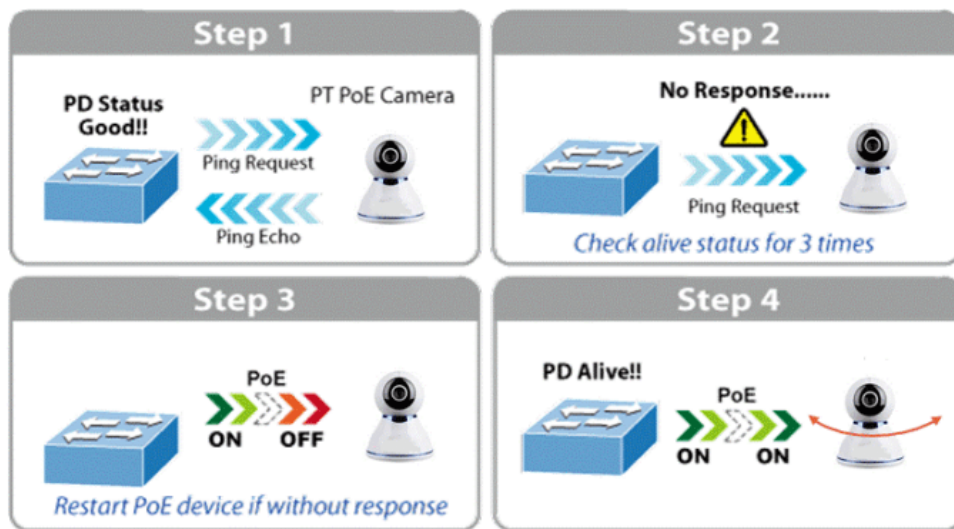 Step 1
PD Status
Good!!
PT PoE Camera
Ping Request
Ping Echo
Step 2
No Response......
Ping Request
Check alive status for 3 times
Step 3
PoE
ON OFF
Restart PoE device if without response
Step 4
PD Alive!!
PoE
ON ON